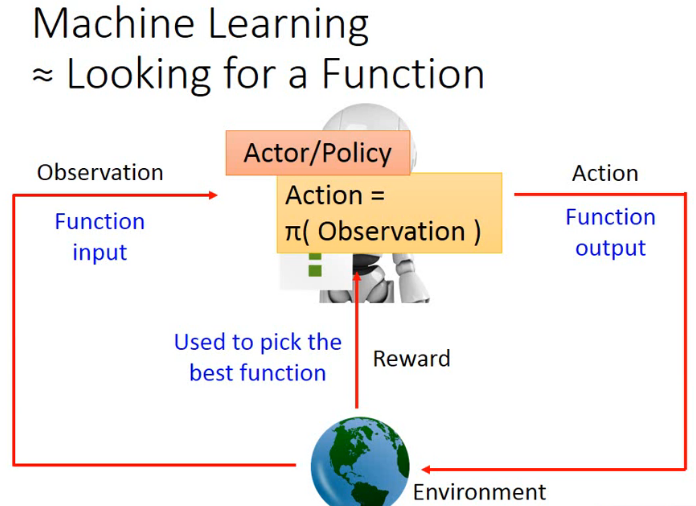 Machine Learning
≈ Looking for a Function
Actor/Policy
Observation
Action
Action =
π( Observation )
Function
input
Function
output
Used to pick the
best function
Reward
Environment